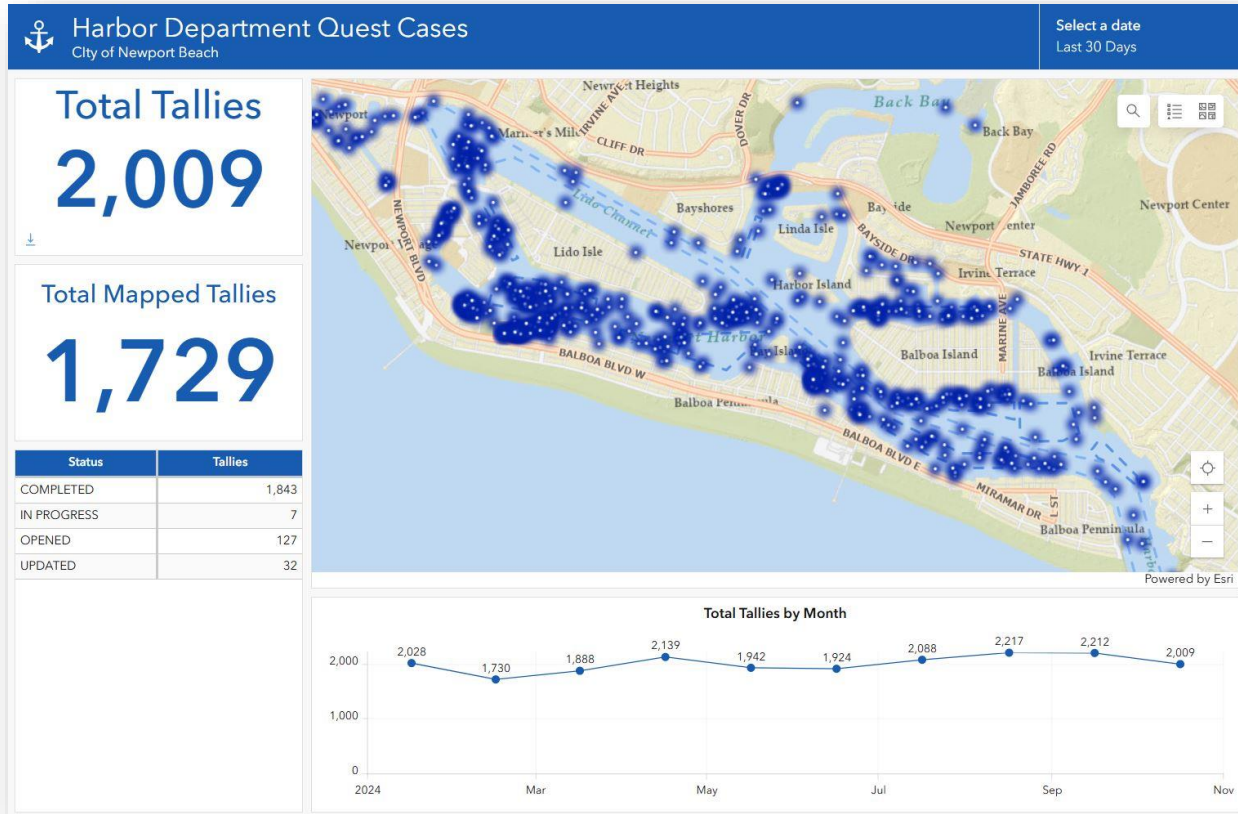 Harbor Department Quest Cases
CIty of Newport Beach
Select a date
Last 30 Days
Total Tallies
2,009
Total Mapped Tallies
1,729
Status Tallies
COMPLETED 1,843
IN PROGRESS 7
OPENED 127
UPDATED 32
Newport Heights
Newport
Mariner's Mile
IRVINE AVE
CLIFF DR
DOVER DR
Back Bay
Back Bay
JAMBOREE RD
NEWPORT BLVD
Lido Channel
Bayshores
Linda Isle
Bayside
BAYSIDE DR
Newport Center
Newport Center
STATE HWY 1
Newpor
Lido Isle
Harbor Island
Irvine Terrace
MARINE AVE
Harbor
BALBOA BLVD W
Balboa Island
Irvine Terrace
Balboa Island
Balboa Peninsula
BALBOA BLVD E
MIRAMAR DR
L ST
Balboa Penninsula
Powered by Esri
Total Tallies by Month
2,028
1,730
1,888
2,139
1,942
1,924
2,088
2,217
2,212
2,009
2,000
1,000
0
2024 Mar May Jul Sep Nov